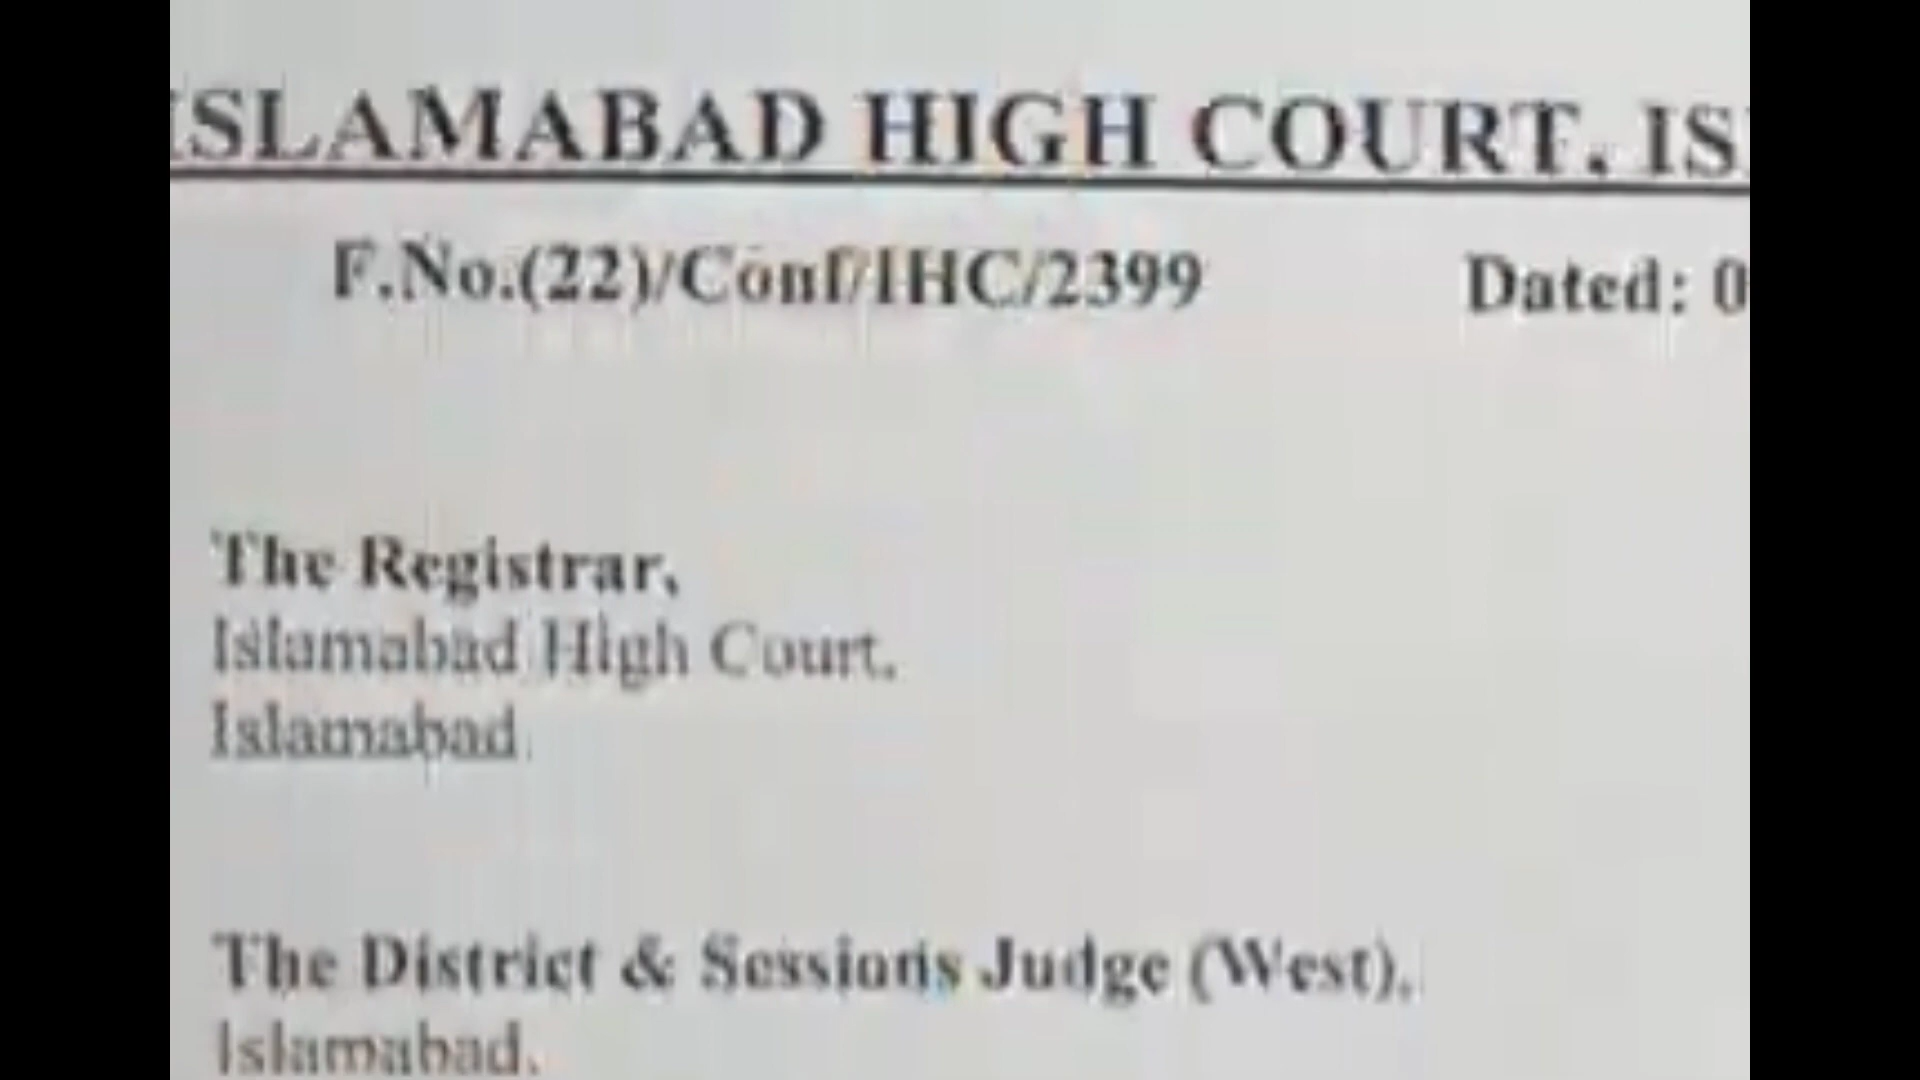 ISLAMABAD HIGH COURT, IS
F.No.(22)/Conf/IHC/2399 Dated: 0
The Registrar,
Islamabad High Court,
Islamabad.
The District & Sessions Judge (West),
Islamabad.